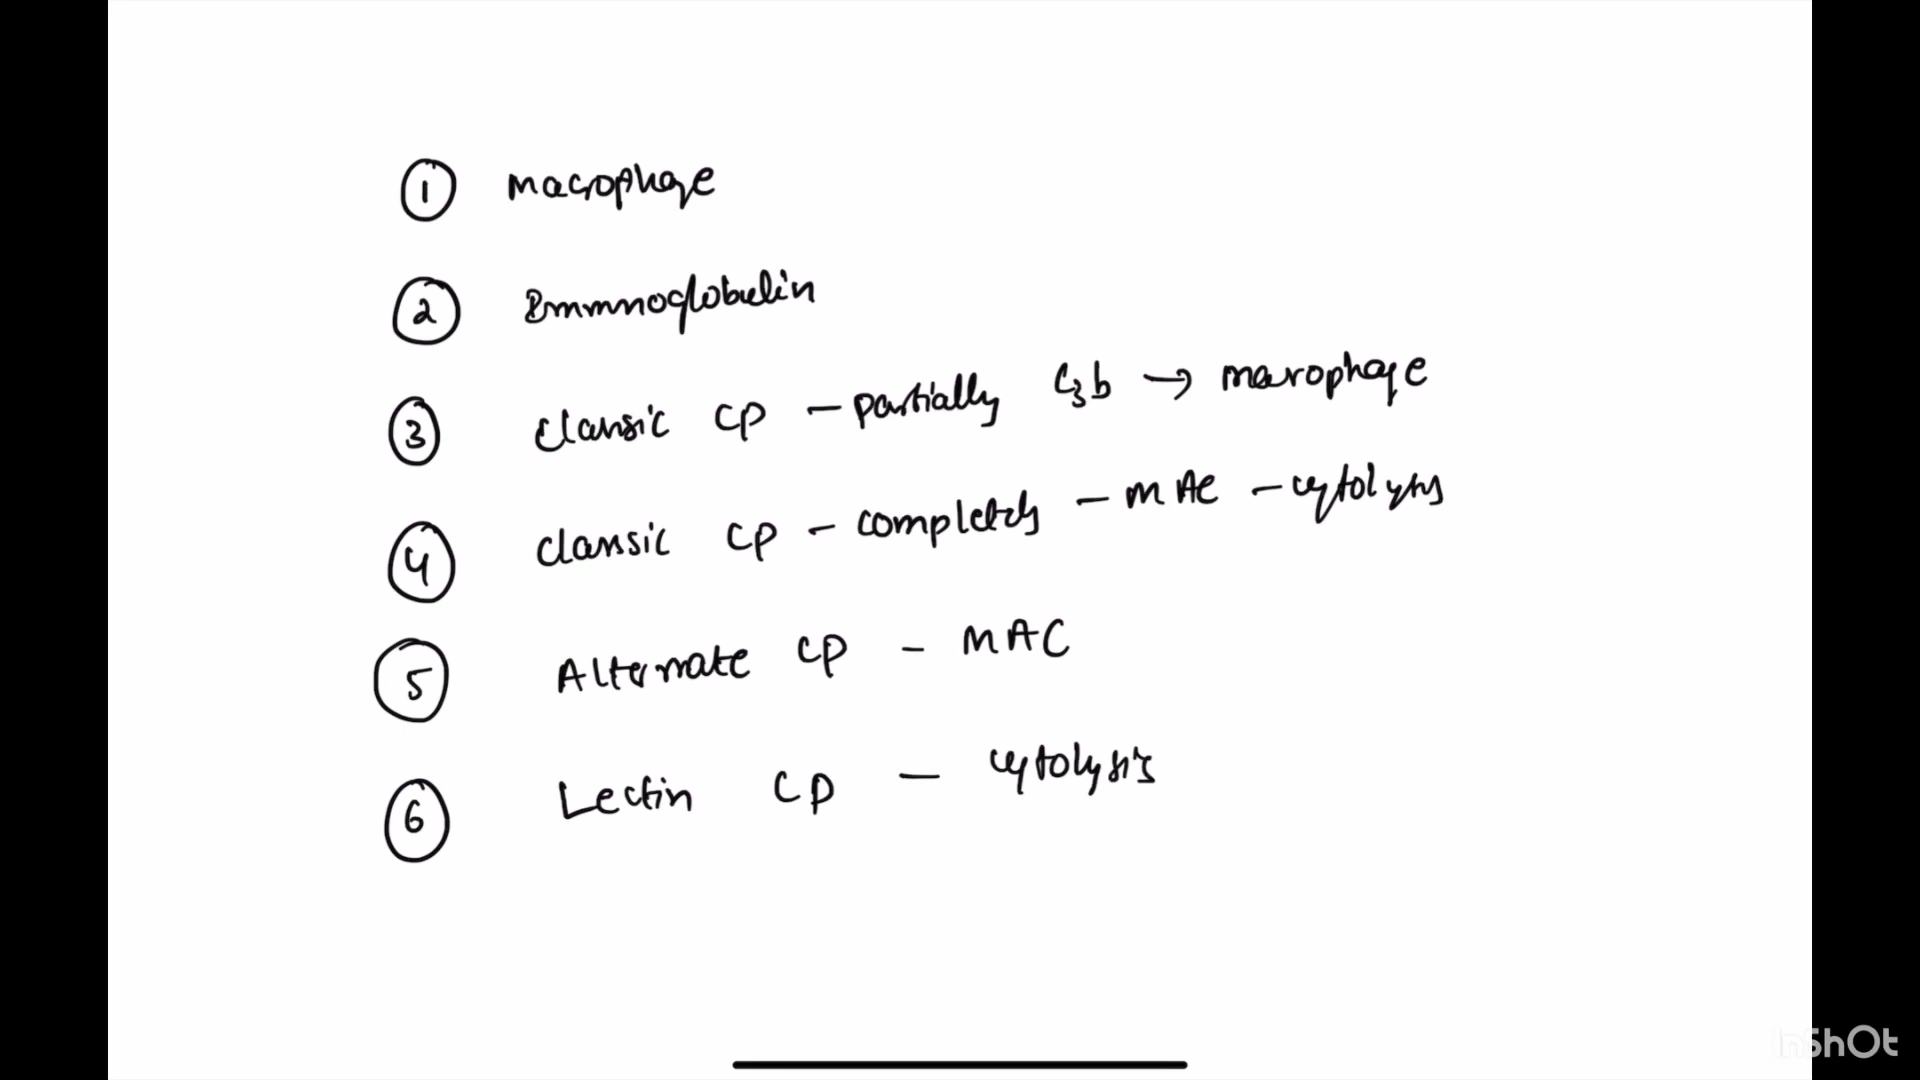 ① macrophage
② Immunoglobulin
③ classic CP – partially C3b → macrophage
④ classic CP – completely – MAC – cytolysis
⑤ Alternate CP – MAC
⑥ Lectin CP – cytolysis
InShOt